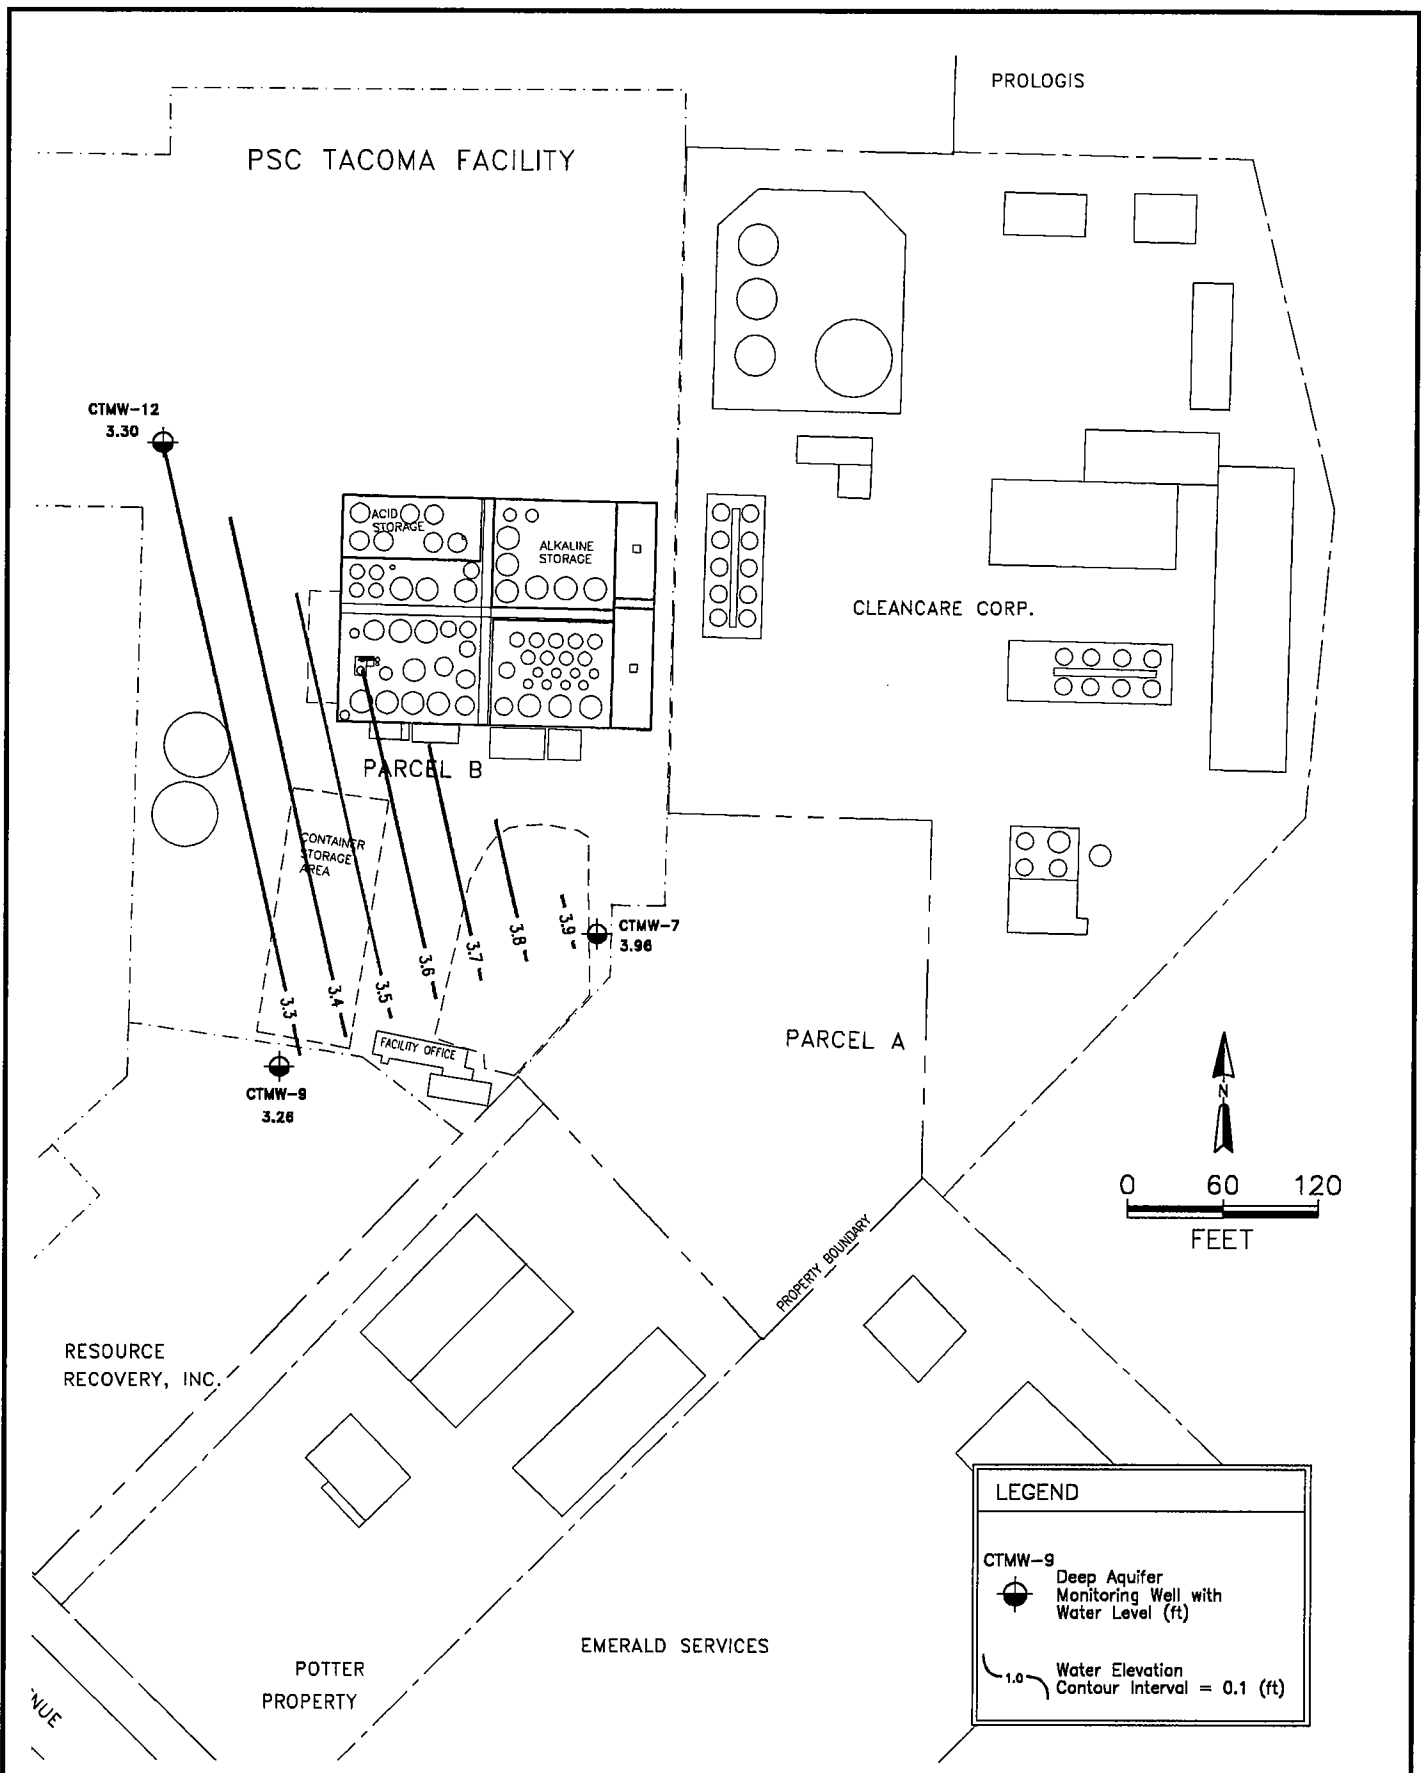 PROLOGIS
PSC TACOMA FACILITY
CTMW-12
3.30
ACID
STORAGE
ALKALINE
STORAGE
CLEANCARE CORP.
PARCEL B
CONTAINER
STORAGE
AREA
CTMW-7
3.96
3.9
3.8
3.7
3.6
3.5
3.4
3.3
FACILITY OFFICE
PARCEL A
CTMW-9
3.26
N
0 60 120
FEET
PROPERTY BOUNDARY
RESOURCE
RECOVERY, INC.
LEGEND
CTMW-9
Deep Aquifer
Monitoring Well with
Water Level (ft)
1.0
Water Elevation
Contour Interval = 0.1 (ft)
EMERALD SERVICES
POTTER
PROPERTY
NUE